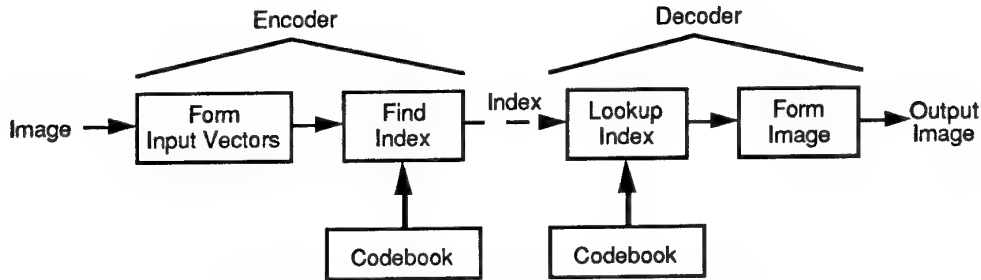 Encoder
Decoder
Image
Form
Input Vectors
Find
Index
Index
Lookup
Index
Form
Image
Output
Image
Codebook
Codebook